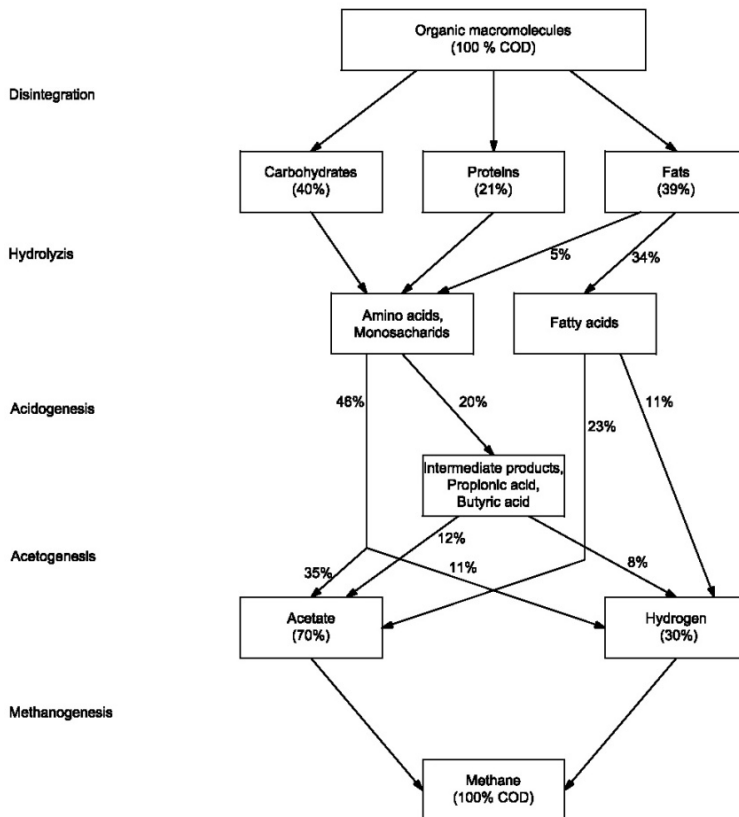 Organic macromolecules
(100 % COD)
Disintegration
Carbohydrates
(40%)
Proteins
(21%)
Fats
(39%)
Hydrolyzis
5%
34%
Amino acids,
Monosacharids
Fatty acids
Acidogenesis
46%
20%
23%
11%
Intermediate products,
Propionic acid,
Butyric acid
Acetogenesis
35%
12%
11%
8%
Acetate
(70%)
Hydrogen
(30%)
Methanogenesis
Methane
(100% COD)